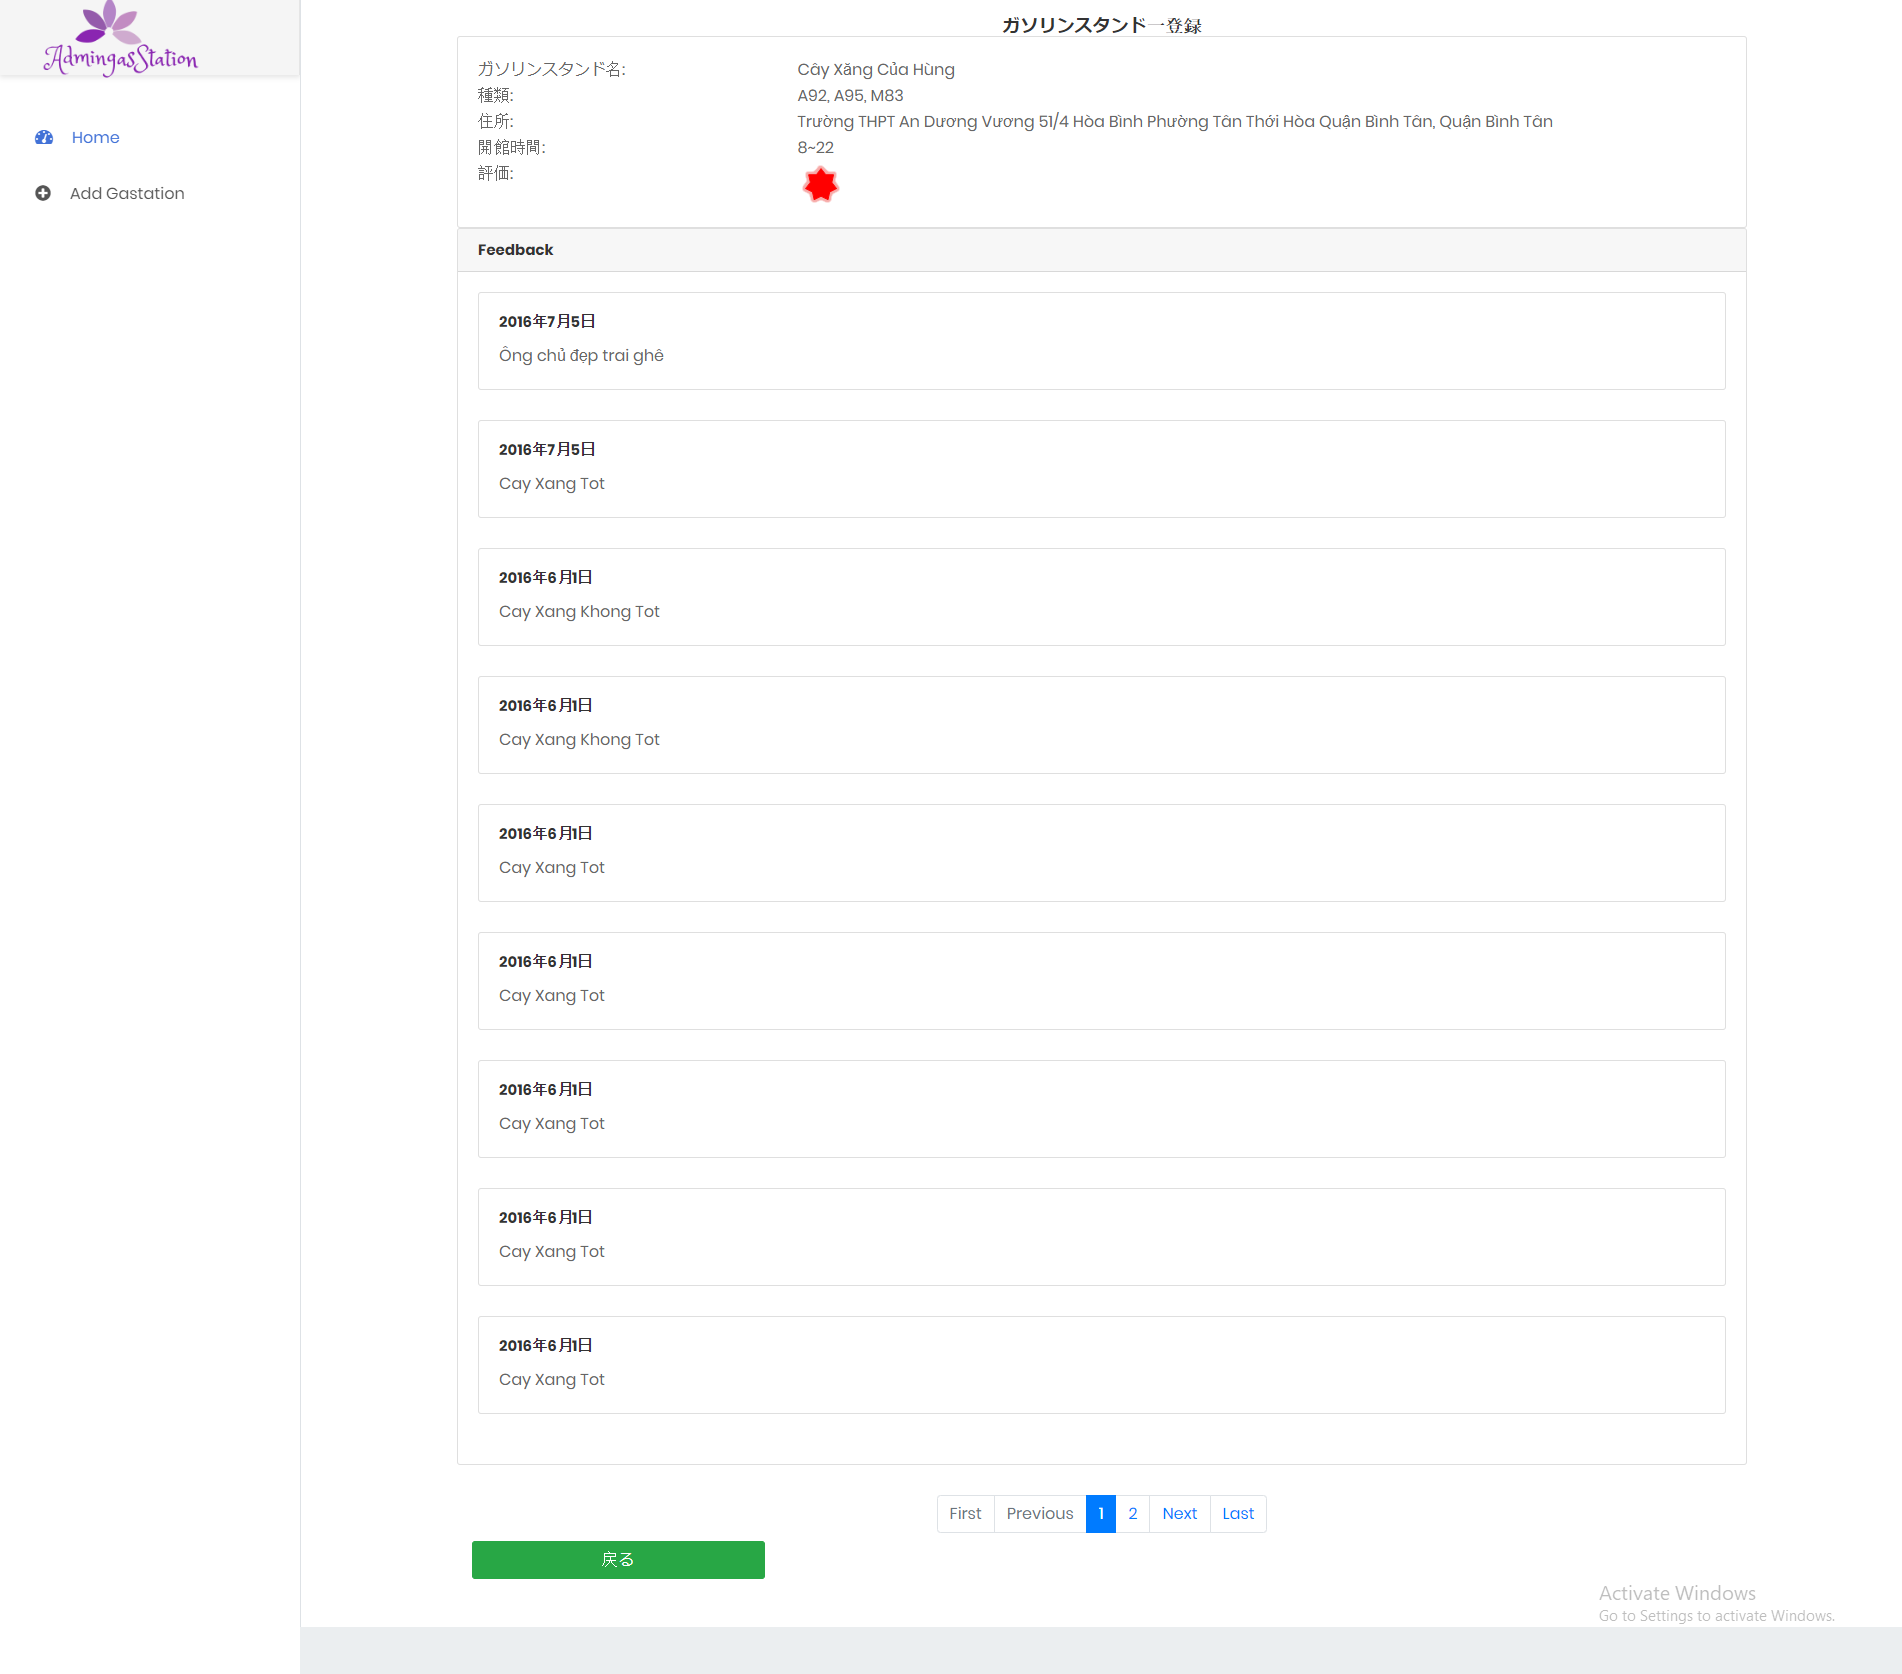 AdmingasStation
Home
Add Gastation
ガソリンスタンド一登録
ガソリンスタンド名: Cây Xăng Của Hùng
種類: A92, A95, M83
住所: Trường THPT An Dương Vương 51/4 Hòa Bình Phường Tân Thới Hòa Quận Bình Tân, Quận Bình Tân
開館時間: 8~22
評価:
Feedback
2016年7月5日
Ông chủ đẹp trai ghê
2016年7月5日
Cay Xang Tot
2016年6月1日
Cay Xang Khong Tot
2016年6月1日
Cay Xang Khong Tot
2016年6月1日
Cay Xang Tot
2016年6月1日
Cay Xang Tot
2016年6月1日
Cay Xang Tot
2016年6月1日
Cay Xang Tot
2016年6月1日
Cay Xang Tot
First Previous 1 2 Next Last
戻る
Activate Windows
Go to Settings to activate Windows.